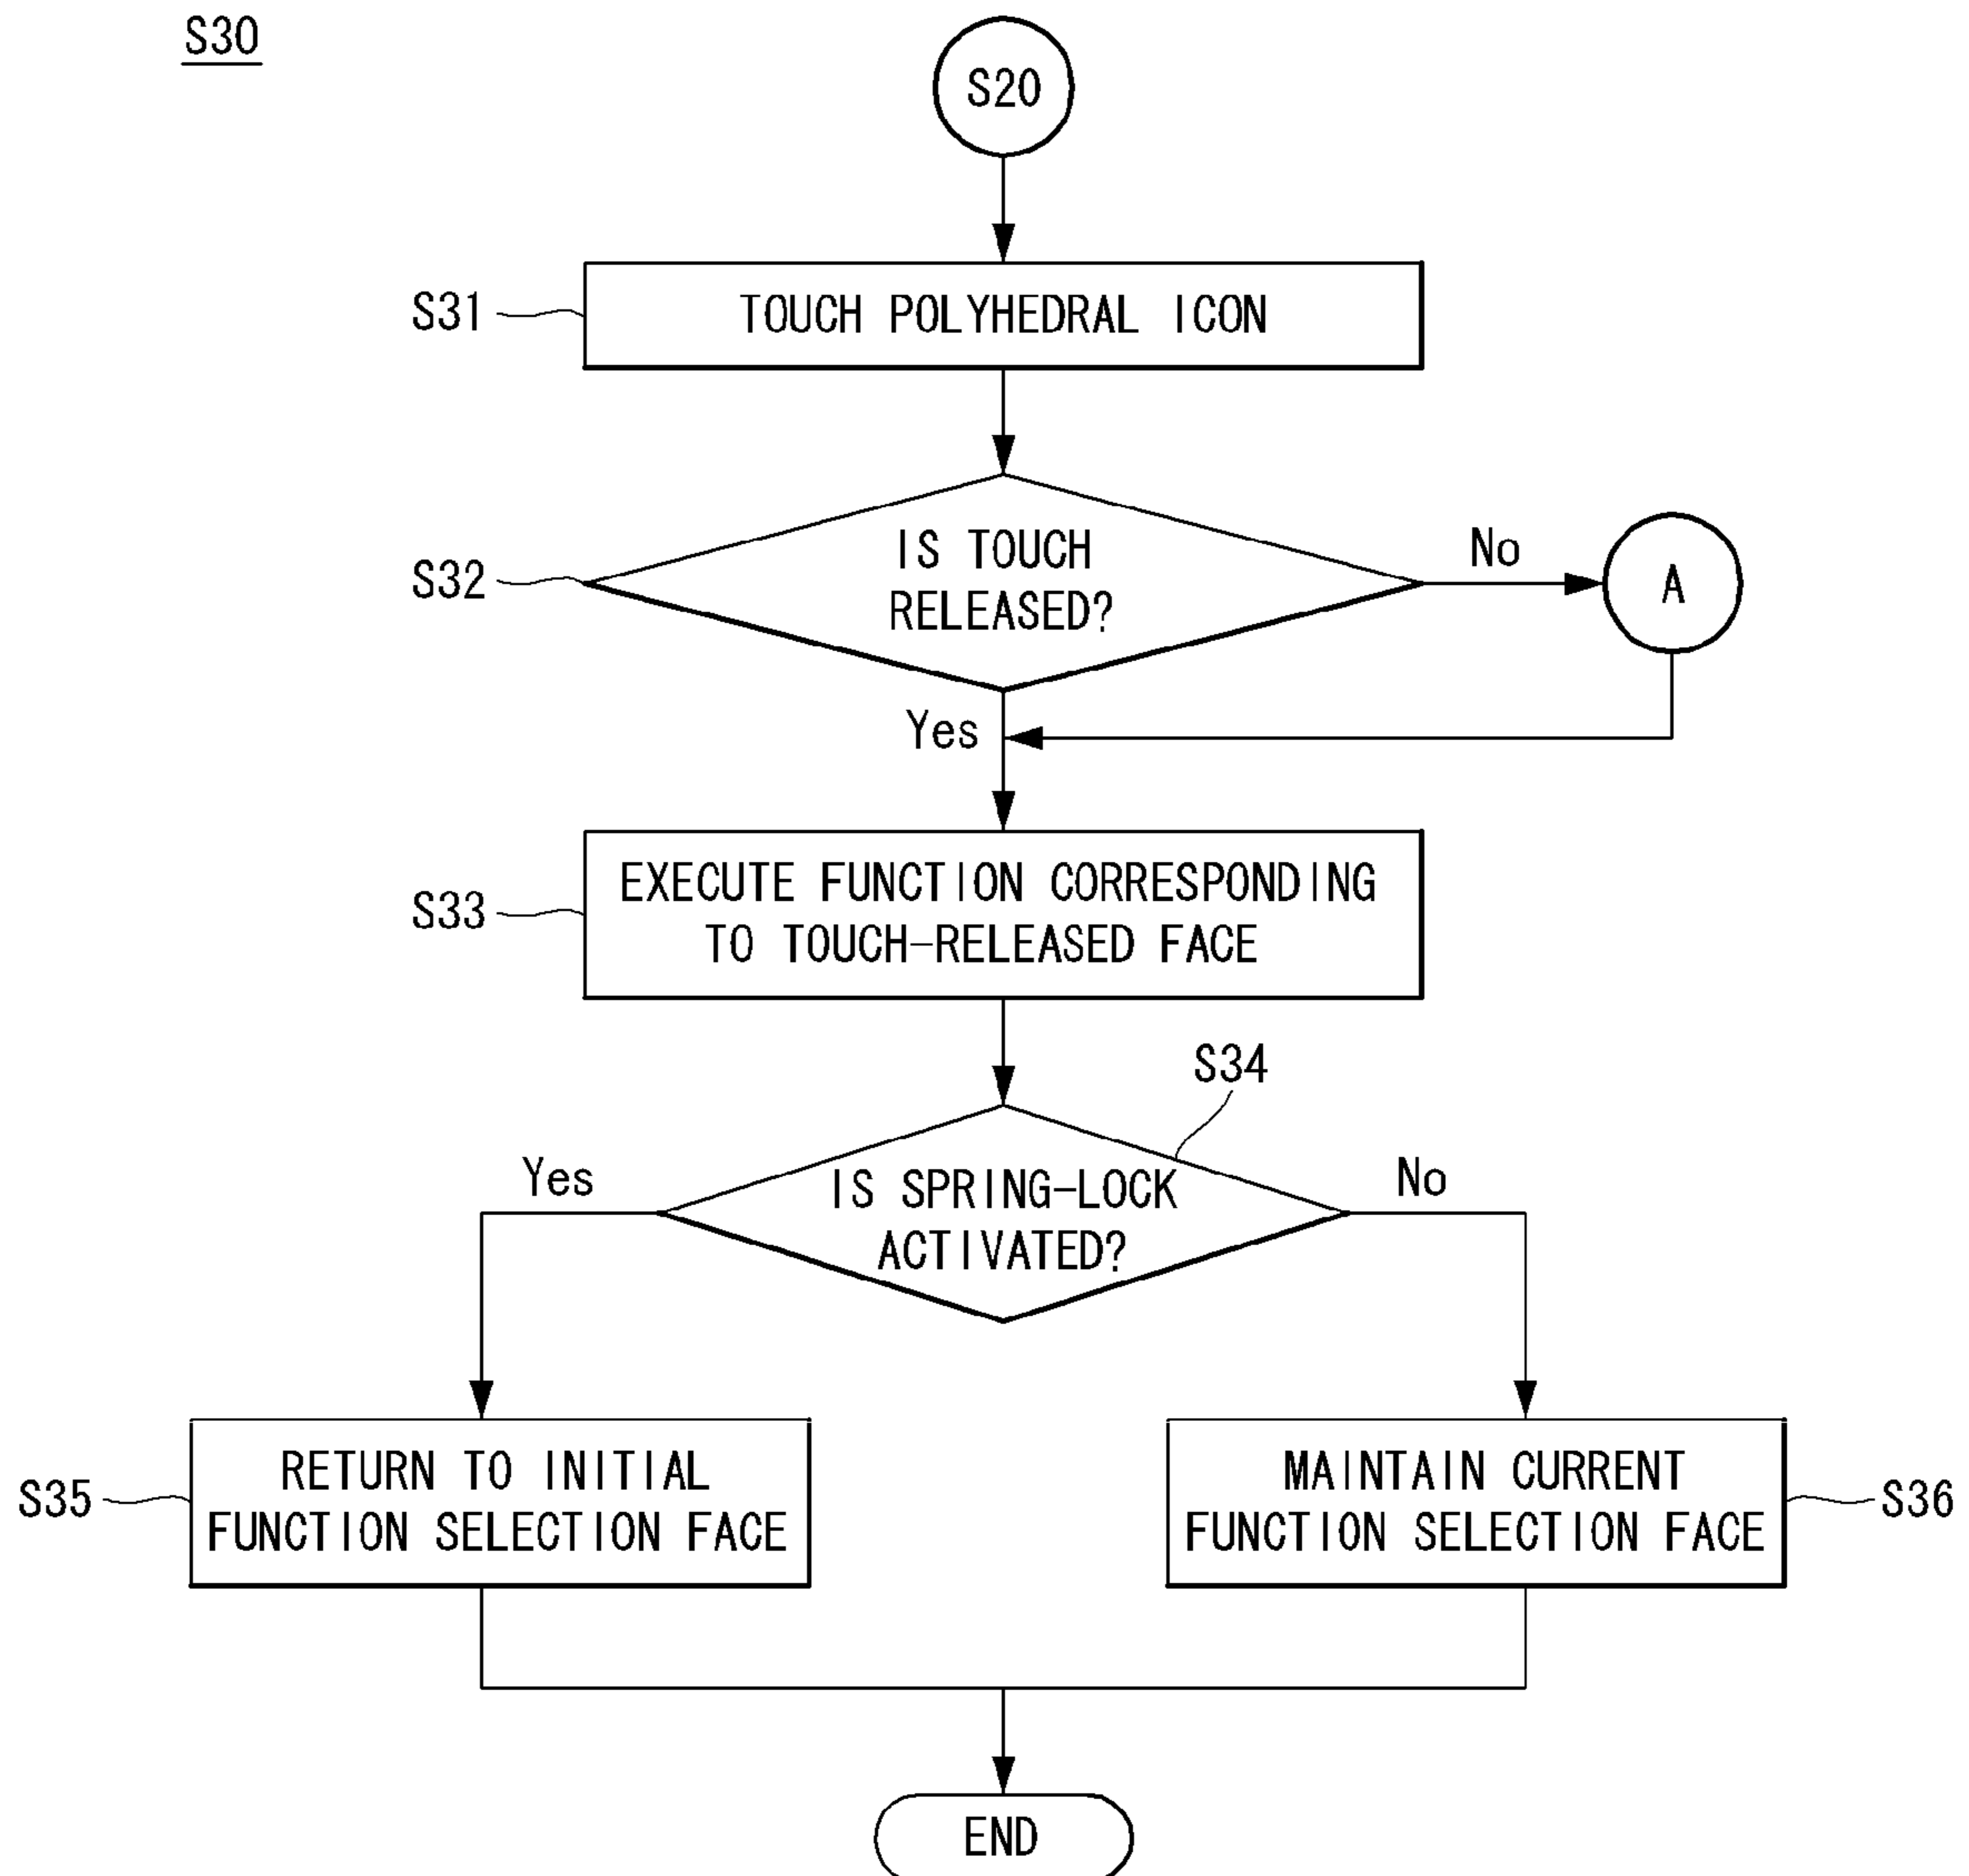 S30
S20
S31
TOUCH POLYHEDRAL ICON
S32
IS TOUCH
RELEASED?
No
A
Yes
S33
EXECUTE FUNCTION CORRESPONDING
TO TOUCH-RELEASED FACE
S34
Yes
IS SPRING-LOCK
ACTIVATED?
No
S35
RETURN TO INITIAL
FUNCTION SELECTION FACE
MAINTAIN CURRENT
FUNCTION SELECTION FACE
S36
END